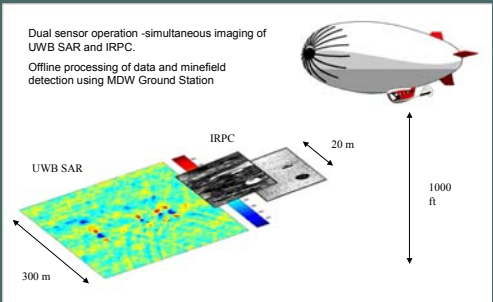 Dual sensor operation -simultaneous imaging of
UWB SAR and IRPC.
Offline processing of data and minefield
detection using MDW Ground Station
IRPC
20 m
UWB SAR
1000
ft
300 m